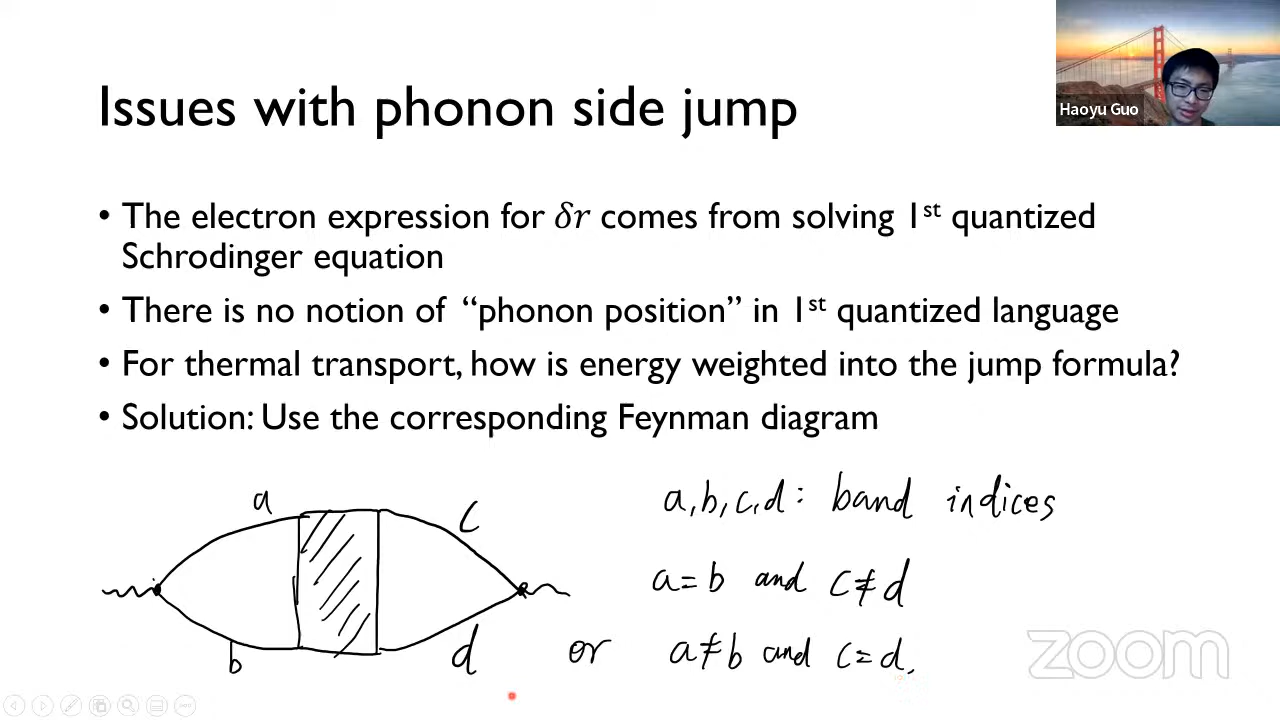 Haoyu Guo
Issues with phonon side jump
• The electron expression for δr comes from solving 1st quantized
Schrodinger equation
• There is no notion of “phonon position” in 1st quantized language
• For thermal transport, how is energy weighted into the jump formula?
• Solution: Use the corresponding Feynman diagram
a
c
a,b,c,d: band indices
a=b and c≠d
b
d
or a≠b and c=d.
zoom